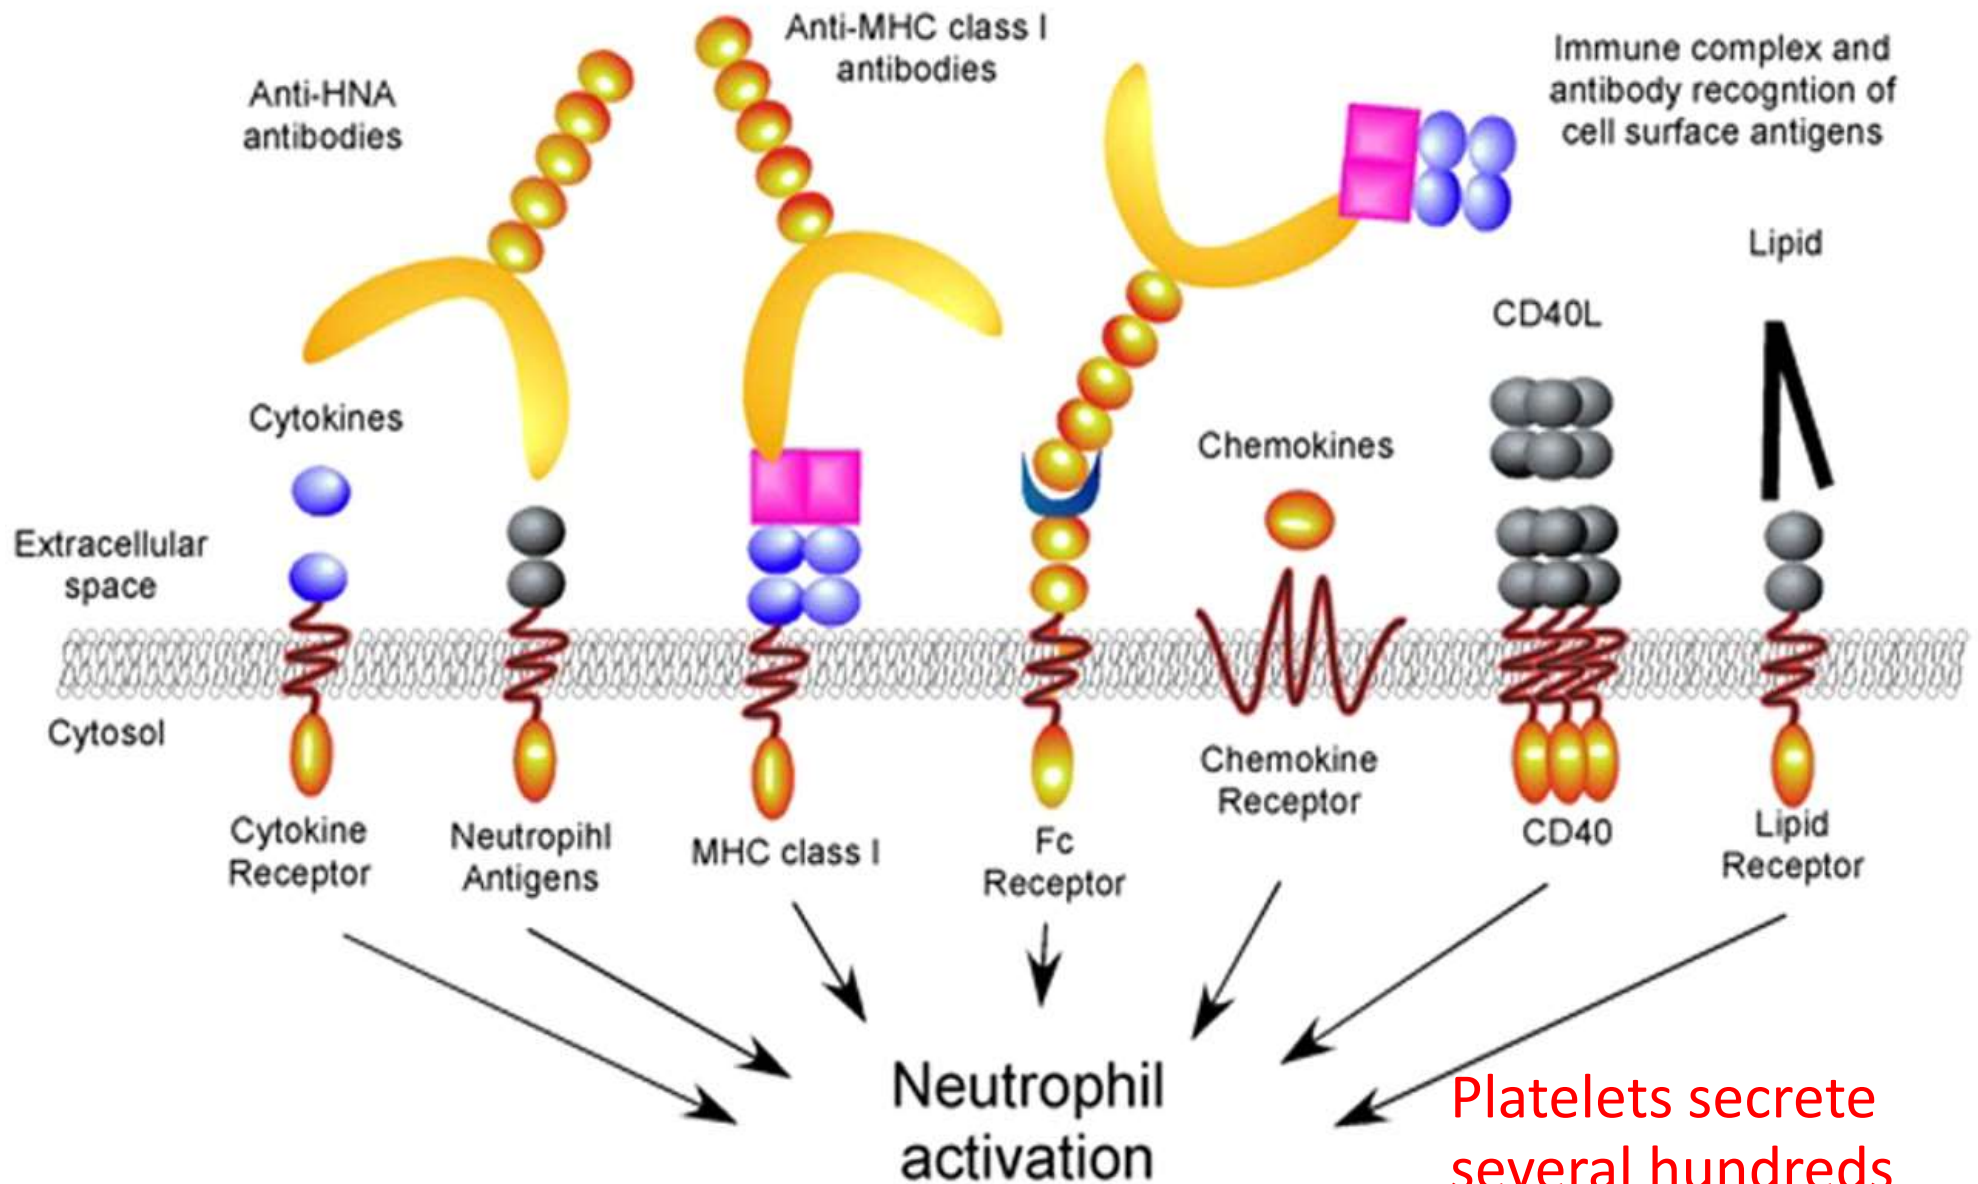 Anti-HNA
antibodies
Anti-MHC class I
antibodies
Immune complex and
antibody recogntion of
cell surface antigens
Lipid
CD40L
Cytokines
Chemokines
Extracellular
space
Cytosol
Cytokine
Receptor
Neutropihl
Antigens
MHC class I
Fc
Receptor
Chemokine
Receptor
CD40
Lipid
Receptor
Neutrophil
activation
Platelets secrete
several hundreds